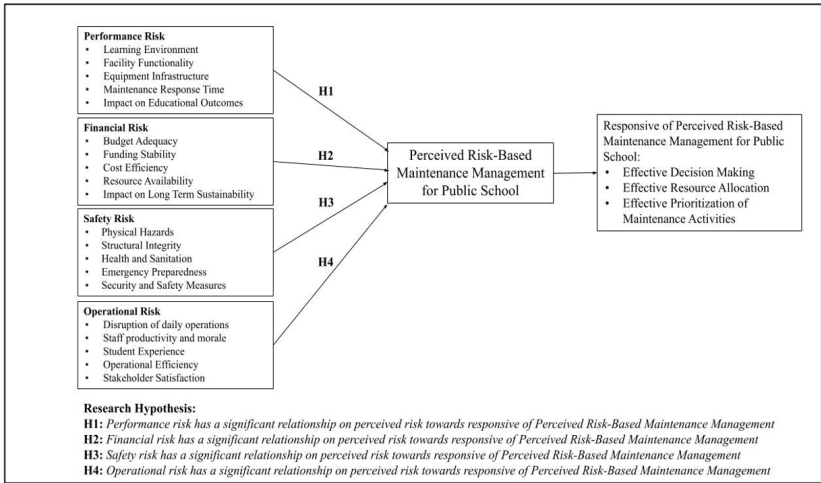 Performance Risk
• Learning Environment
• Facility Functionality
• Equipment Infrastructure
• Maintenance Response Time
• Impact on Educational Outcomes
H1
Financial Risk
• Budget Adequacy
• Funding Stability
• Cost Efficiency
• Resource Availability
• Impact on Long Term Sustainability
H2
Safety Risk
• Physical Hazards
• Structural Integrity
• Health and Sanitation
• Emergency Preparedness
• Security and Safety Measures
H3
Operational Risk
• Disruption of daily operations
• Staff productivity and morale
• Student Experience
• Operational Efficiency
• Stakeholder Satisfaction
H4
Perceived Risk-Based
Maintenance Management
for Public School
Responsive of Perceived Risk-Based
Maintenance Management for Public
School:
• Effective Decision Making
• Effective Resource Allocation
• Effective Prioritization of
Maintenance Activities
Research Hypothesis:
H1: Performance risk has a significant relationship on perceived risk towards responsive of Perceived Risk-Based Maintenance Management
H2: Financial risk has a significant relationship on perceived risk towards responsive of Perceived Risk-Based Maintenance Management
H3: Safety risk has a significant relationship on perceived risk towards responsive of Perceived Risk-Based Maintenance Management
H4: Operational risk has a significant relationship on perceived risk towards responsive of Perceived Risk-Based Maintenance Management